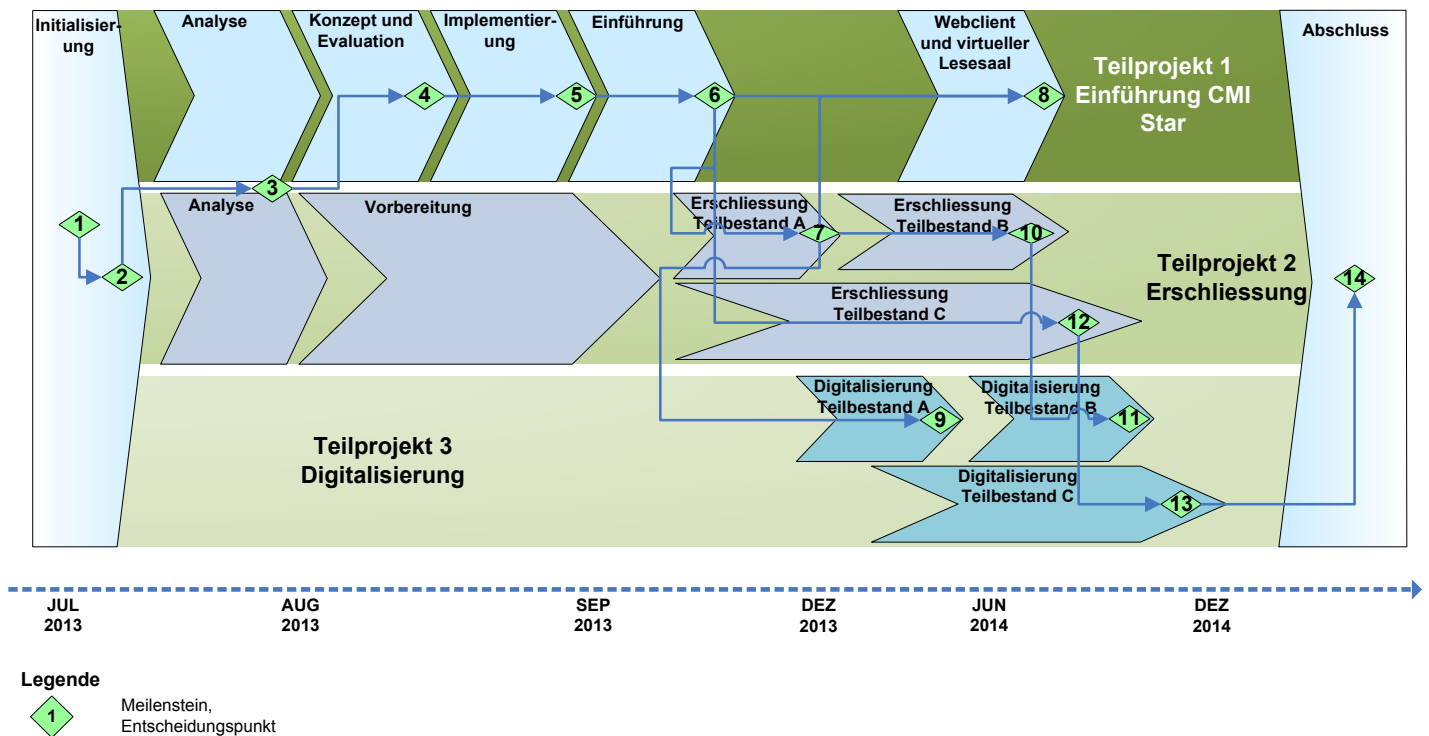 Initialisier-
ung
Analyse
Konzept und
Evaluation
Implementier-
ung
Einführung
Webclient
und virtueller
Lesesaal
Teilprojekt 1
Einführung CMI
Star
Abschluss
4
5
6
8
3
1
2
Analyse
Vorbereitung
Erschliessung
Teilbestand A
7
Erschliessung
Teilbestand B
10
Teilprojekt 2
Erschliessung
14
Erschliessung
Teilbestand C
12
Teilprojekt 3
Digitalisierung
Digitalisierung
Teilbestand A
9
Digitalisierung
Teilbestand B
11
Digitalisierung
Teilbestand C
13
JUL
2013
AUG
2013
SEP
2013
DEZ
2013
JUN
2014
DEZ
2014
Legende
1
Meilenstein,
Entscheidungspunkt